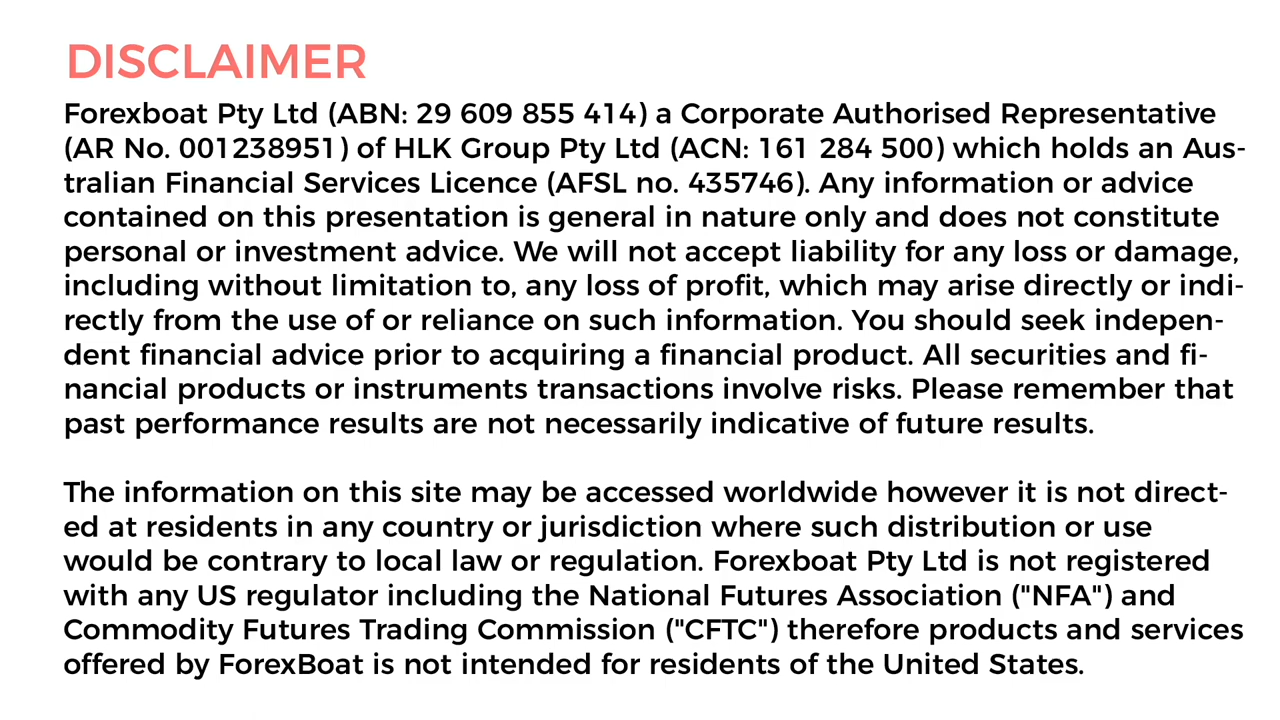 DISCLAIMER
Forexboat Pty Ltd (ABN: 29 609 855 414) a Corporate Authorised Representative
(AR No. 001238951) of HLK Group Pty Ltd (ACN: 161 284 500) which holds an Aus-
tralian Financial Services Licence (AFSL no. 435746). Any information or advice
contained on this presentation is general in nature only and does not constitute
personal or investment advice. We will not accept liability for any loss or damage,
including without limitation to, any loss of profit, which may arise directly or indi-
rectly from the use of or reliance on such information. You should seek indepen-
dent financial advice prior to acquiring a financial product. All securities and fi-
nancial products or instruments transactions involve risks. Please remember that
past performance results are not necessarily indicative of future results.
The information on this site may be accessed worldwide however it is not direct-
ed at residents in any country or jurisdiction where such distribution or use
would be contrary to local law or regulation. Forexboat Pty Ltd is not registered
with any US regulator including the National Futures Association ("NFA") and
Commodity Futures Trading Commission ("CFTC") therefore products and services
offered by ForexBoat is not intended for residents of the United States.